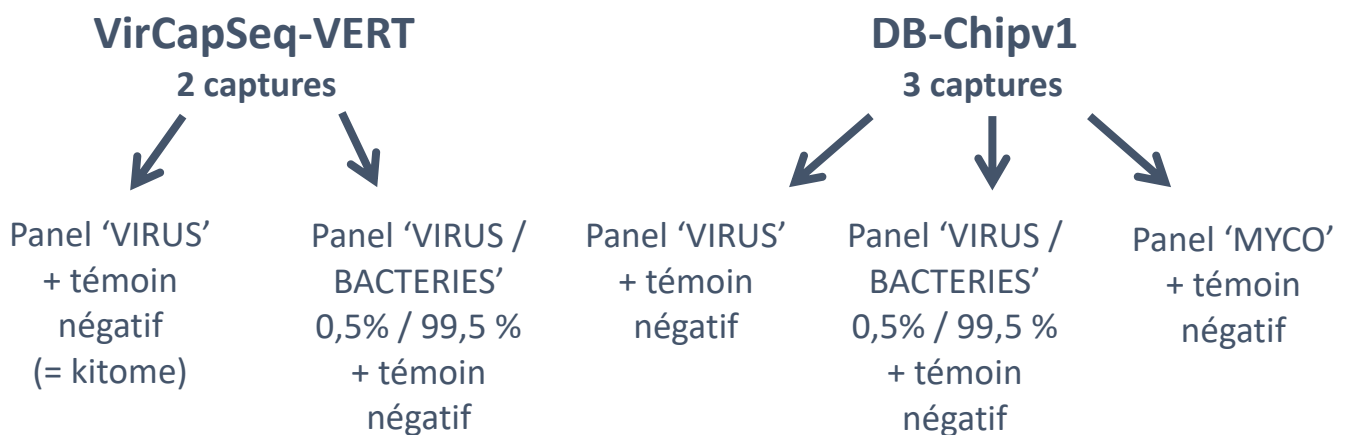 VirCapSeq-VERT
2 captures
Panel ‘VIRUS’
+ témoin
négatif
(= kitome)
Panel ‘VIRUS /
BACTERIES’
0,5% / 99,5 %
+ témoin
négatif
DB-Chipv1
3 captures
Panel ‘VIRUS’
+ témoin
négatif
Panel ‘VIRUS /
BACTERIES’
0,5% / 99,5 %
+ témoin
négatif
Panel ‘MYCO’
+ témoin
négatif